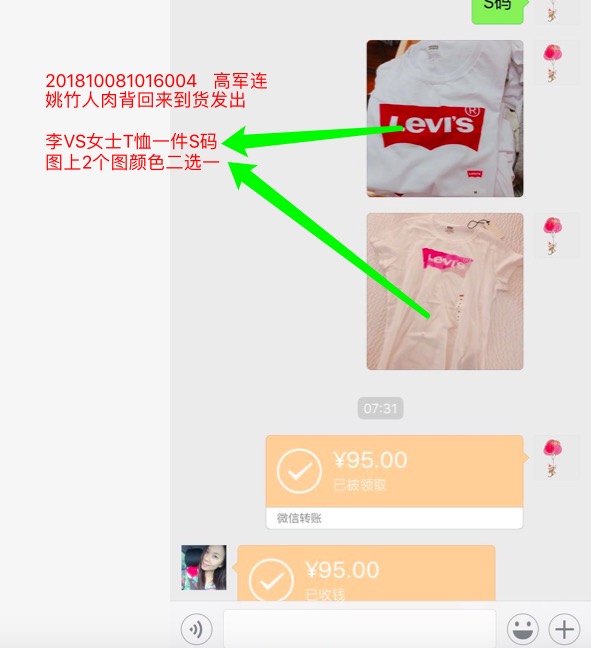 S码
201810081016004 高军连
姚竹人肉背回来到货发出
李VS女士T恤一件S码
图上2个图颜色二选一
Levi's®
Levi's
07:31
¥95.00
已被领取
微信转账
¥95.00
已收钱